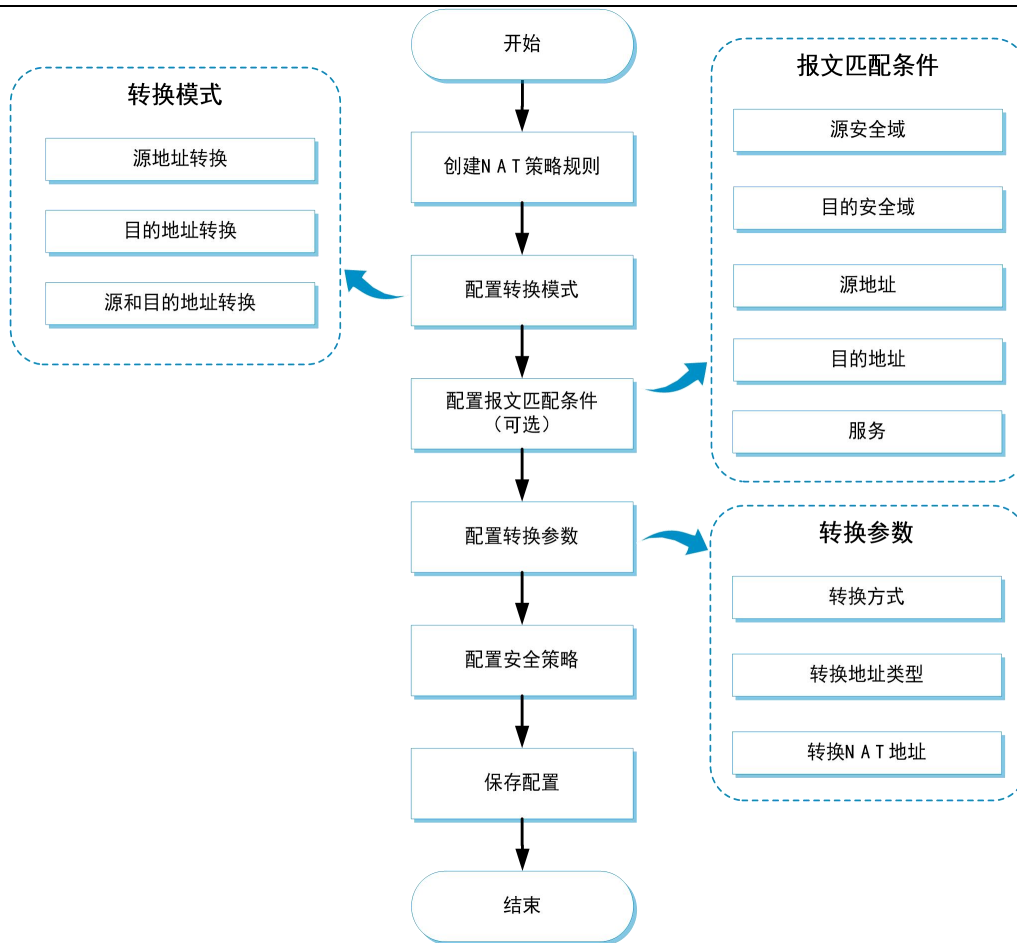 开始
创建NAT策略规则
配置转换模式
配置报文匹配条件
（可选）
配置转换参数
配置安全策略
保存配置
结束
转换模式
源地址转换
目的地址转换
源和目的地址转换
报文匹配条件
源安全域
目的安全域
源地址
目的地址
服务
转换参数
转换方式
转换地址类型
转换NAT地址